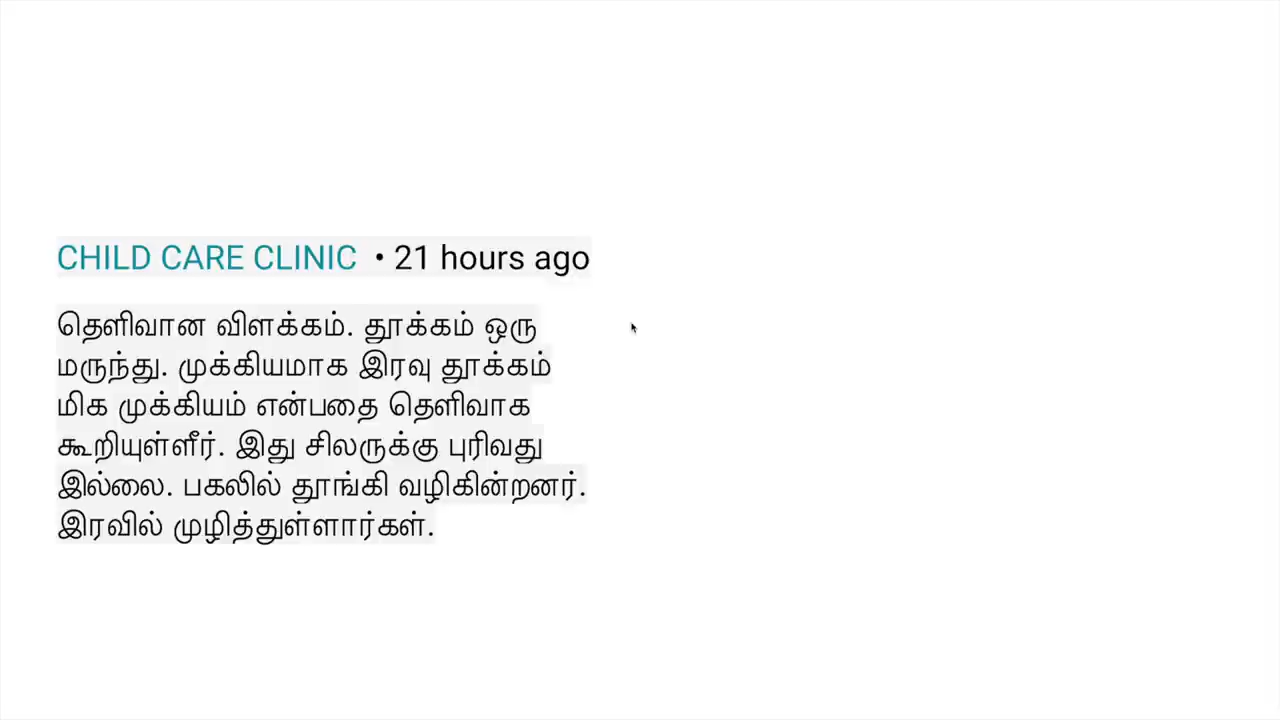 CHILD CARE CLINIC • 21 hours ago
தெளிவான விளக்கம். தூக்கம் ஒரு
மருந்து. முக்கியமாக இரவு தூக்கம்
மிக முக்கியம் என்பதை தெளிவாக
கூறியுள்ளீர். இது சிலருக்கு புரிவது
இல்லை. பகலில் தூங்கி வழிகின்றனர்.
இரவில் முழித்துள்ளார்கள்.